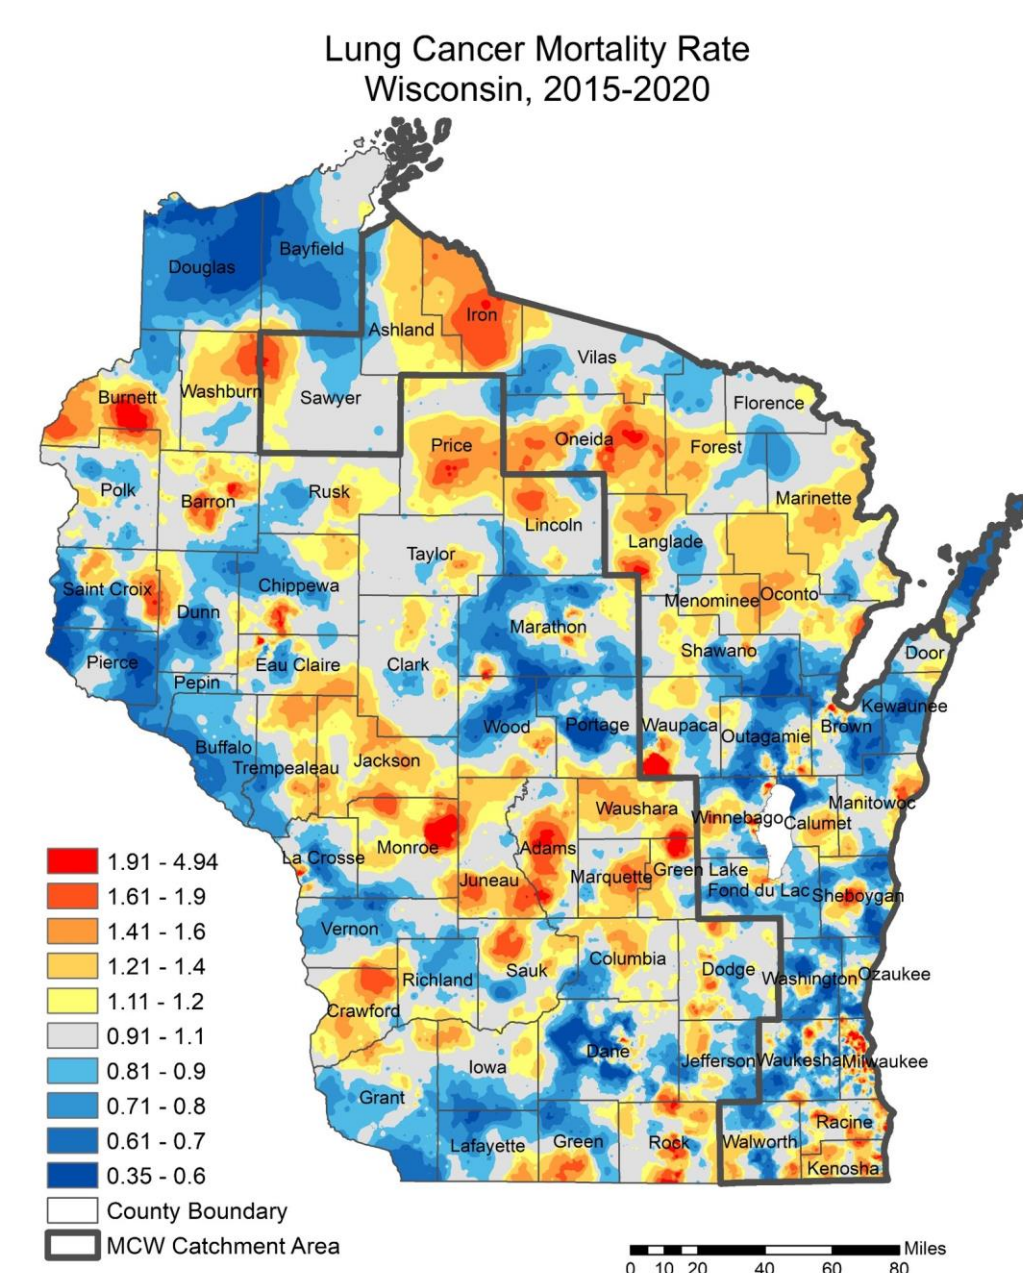 Lung Cancer Mortality Rate
Wisconsin, 2015-2020
Bayfield
Douglas
Iron
Ashland
Vilas
Washburn
Burnett
Sawyer
Florence
Price
Oneida
Forest
Polk
Barron
Rusk
Marinette
Lincoln
Langlade
Taylor
Saint Croix
Chippewa
Menominee
Oconto
Dunn
Marathon
Shawano
Door
Pierce
Eau Claire
Clark
Pepin
Kewaunee
Wood
Portage
Waupaca
Outagamie
Brown
Buffalo
Trempealeau
Jackson
Waushara
Winnebago
Manitowoc
Calumet
Monroe
Adams
La Crosse
Juneau
Marquette
Green Lake
Fond du Lac
Sheboygan
Vernon
Richland
Sauk
Columbia
Dodge
Washington
Ozaukee
Crawford
Iowa
Dane
Jefferson
Waukesha
Milwaukee
Grant
Lafayette
Green
Rock
Walworth
Racine
Kenosha
1.91 - 4.94
1.61 - 1.9
1.41 - 1.6
1.21 - 1.4
1.11 - 1.2
0.91 - 1.1
0.81 - 0.9
0.71 - 0.8
0.61 - 0.7
0.35 - 0.6
County Boundary
MCW Catchment Area
Miles
0 10 20 40 60 80